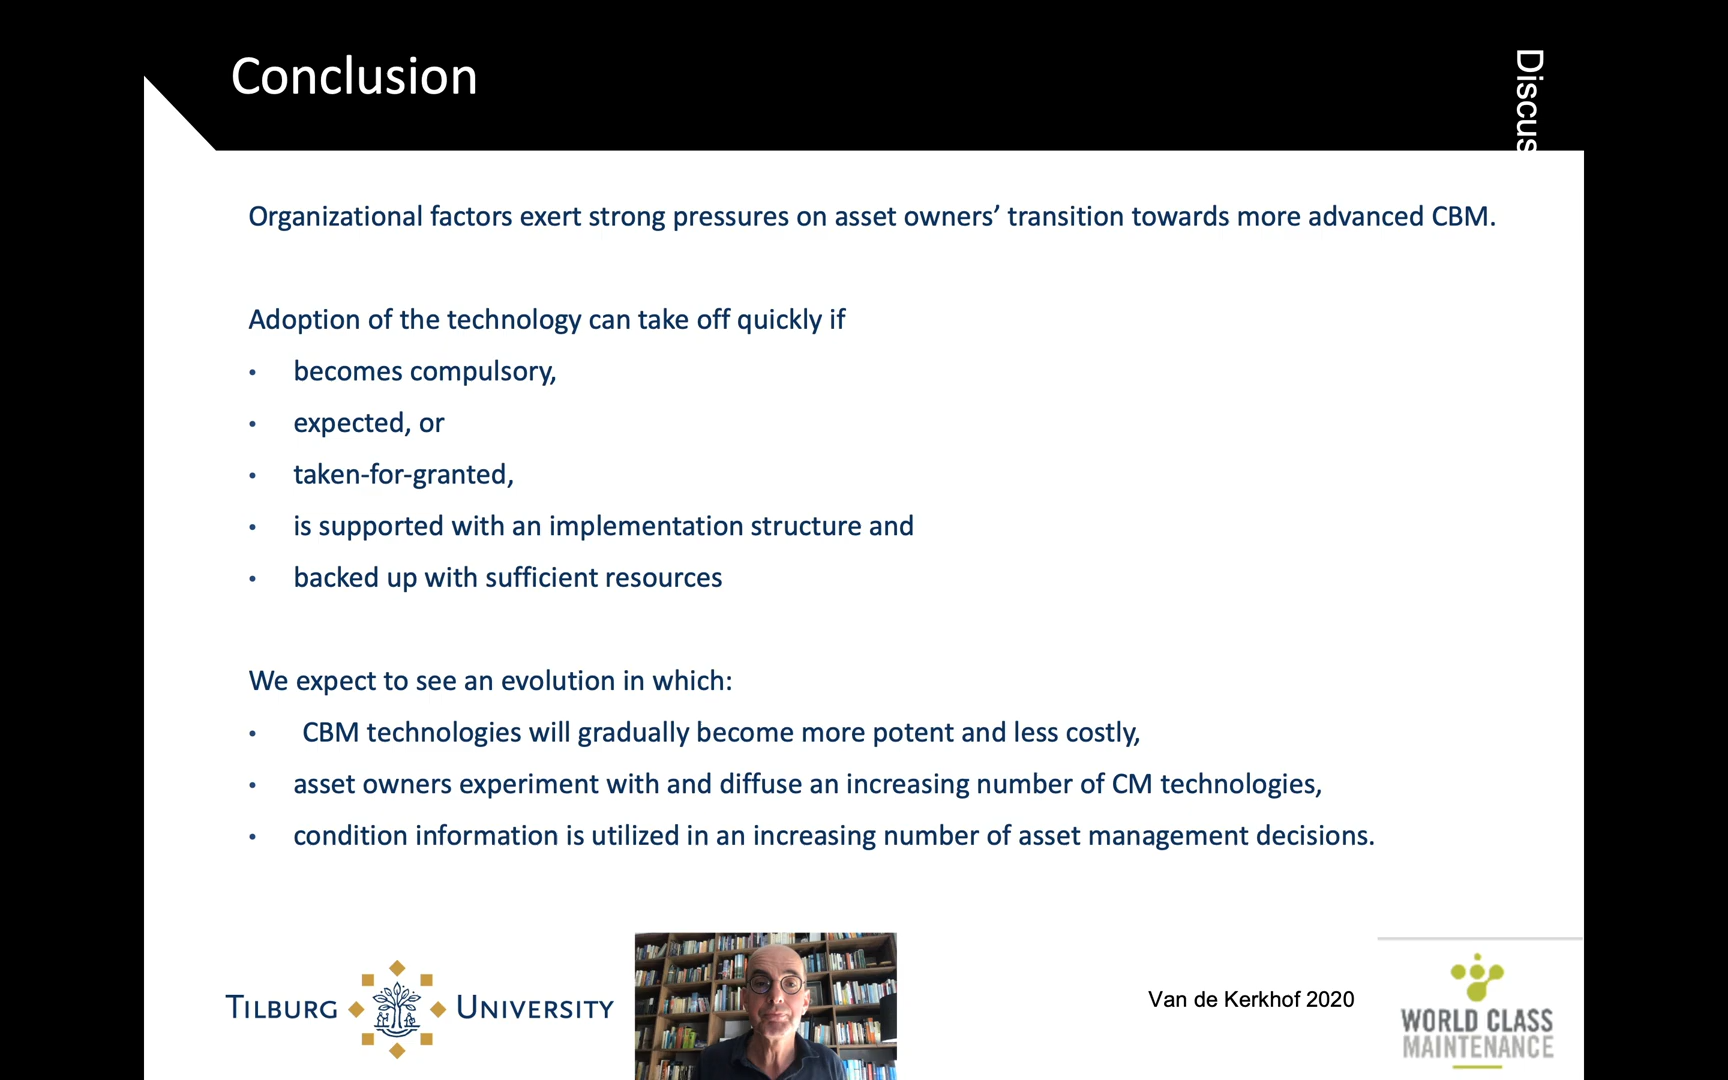 Conclusion
Discus
Organizational factors exert strong pressures on asset owners’ transition towards more advanced CBM.
Adoption of the technology can take off quickly if
• becomes compulsory,
• expected, or
• taken-for-granted,
• is supported with an implementation structure and
• backed up with sufficient resources
We expect to see an evolution in which:
• CBM technologies will gradually become more potent and less costly,
• asset owners experiment with and diffuse an increasing number of CM technologies,
• condition information is utilized in an increasing number of asset management decisions.
TILBURG UNIVERSITY
Van de Kerkhof 2020
WORLD CLASS
MAINTENANCE